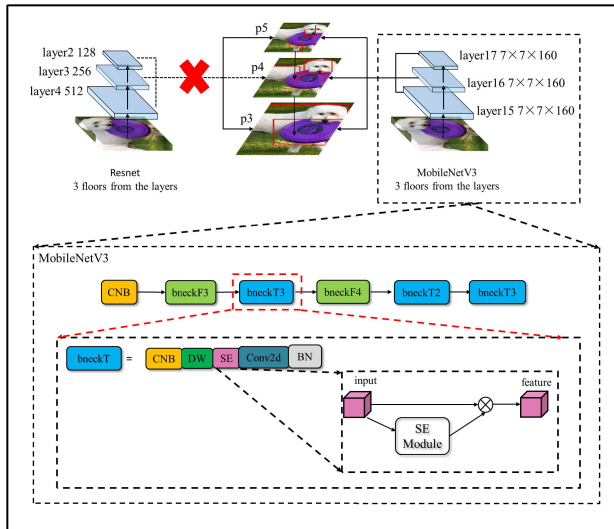 p5
layer2 128
layer3 256
layer4 512
p4
p3
layer17 7×7×160
layer16 7×7×160
layer15 7×7×160
Resnet
3 floors from the layers
MobileNetV3
3 floors from the layers
MobileNetV3
CNB
bneckF3
bneckT3
bneckF4
bneckT2
bneckT3
bneckT = CNB DW SE Conv2d BN
input
feature
SE
Module